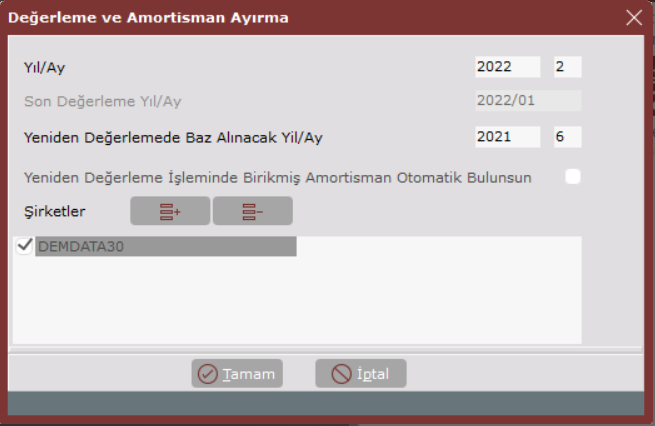 Değerleme ve Amortisman Ayırma
Yıl/Ay 2022 2
Son Değerleme Yıl/Ay 2022/01
Yeniden Değerlemede Baz Alınacak Yıl/Ay 2021 6
Yeniden Değerleme İşleminde Birikmiş Amortisman Otomatik Bulunsun
Şirketler
DEMDATA30
Tamam İptal